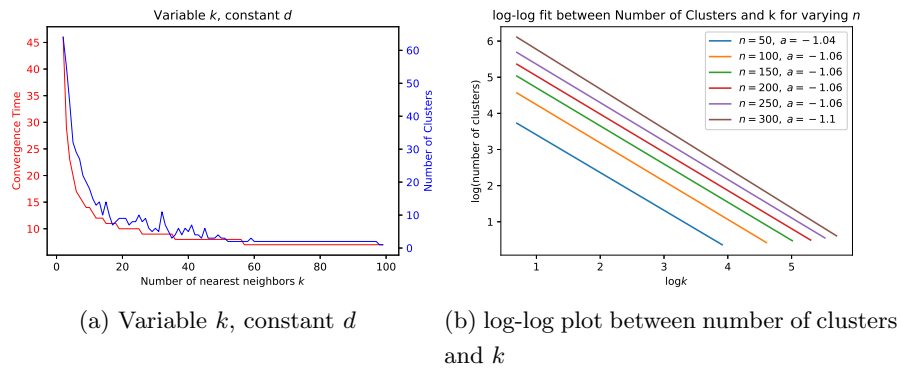 Variable k, constant d
Convergence Time
45
40
35
30
25
20
15
10
60
50
40
30
20
10
0
Number of Clusters
0
20
40
60
80
100
Number of nearest neighbors k
(a) Variable k, constant d
log-log fit between Number of Clusters and k for varying n
log(number of clusters)
6
5
4
3
2
1
n = 50, a = −1.04
n = 100, a = −1.06
n = 150, a = −1.06
n = 200, a = −1.06
n = 250, a = −1.06
n = 300, a = −1.1
1
2
3
4
5
logk
(b) log-log plot between number of clusters
and k